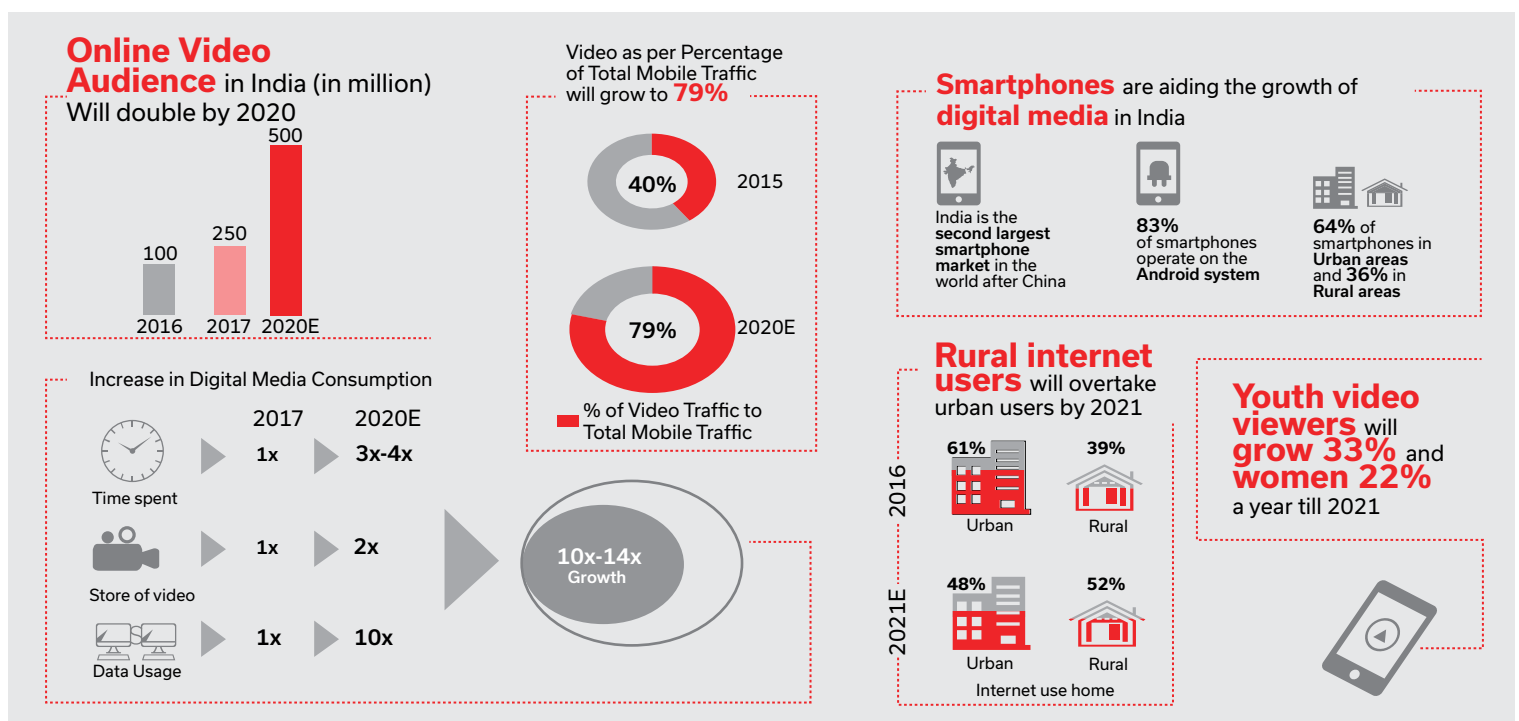 Online Video
Audience in India (in million)
Will double by 2020
500
250
100
2016 2017 2020E
Video as per Percentage
of Total Mobile Traffic
will grow to 79%
40%
2015
79%
2020E
% of Video Traffic to
Total Mobile Traffic
Smartphones are aiding the growth of
digital media in India
India is the
second largest
smartphone
market in the
world after China
83%
of smartphones
operate on the
Android system
64% of
smartphones in
Urban areas
and 36% in
Rural areas
Increase in Digital Media Consumption
2017 2020E
1x 3x-4x
Time spent
1x 2x
Store of video
1x 10x
Data Usage
10x-14x
Growth
Rural internet
users will overtake
urban users by 2021
2016
61% 39%
Urban Rural
2021E
48% 52%
Urban Rural
Internet use home
Youth video
viewers will
grow 33% and
women 22%
a year till 2021